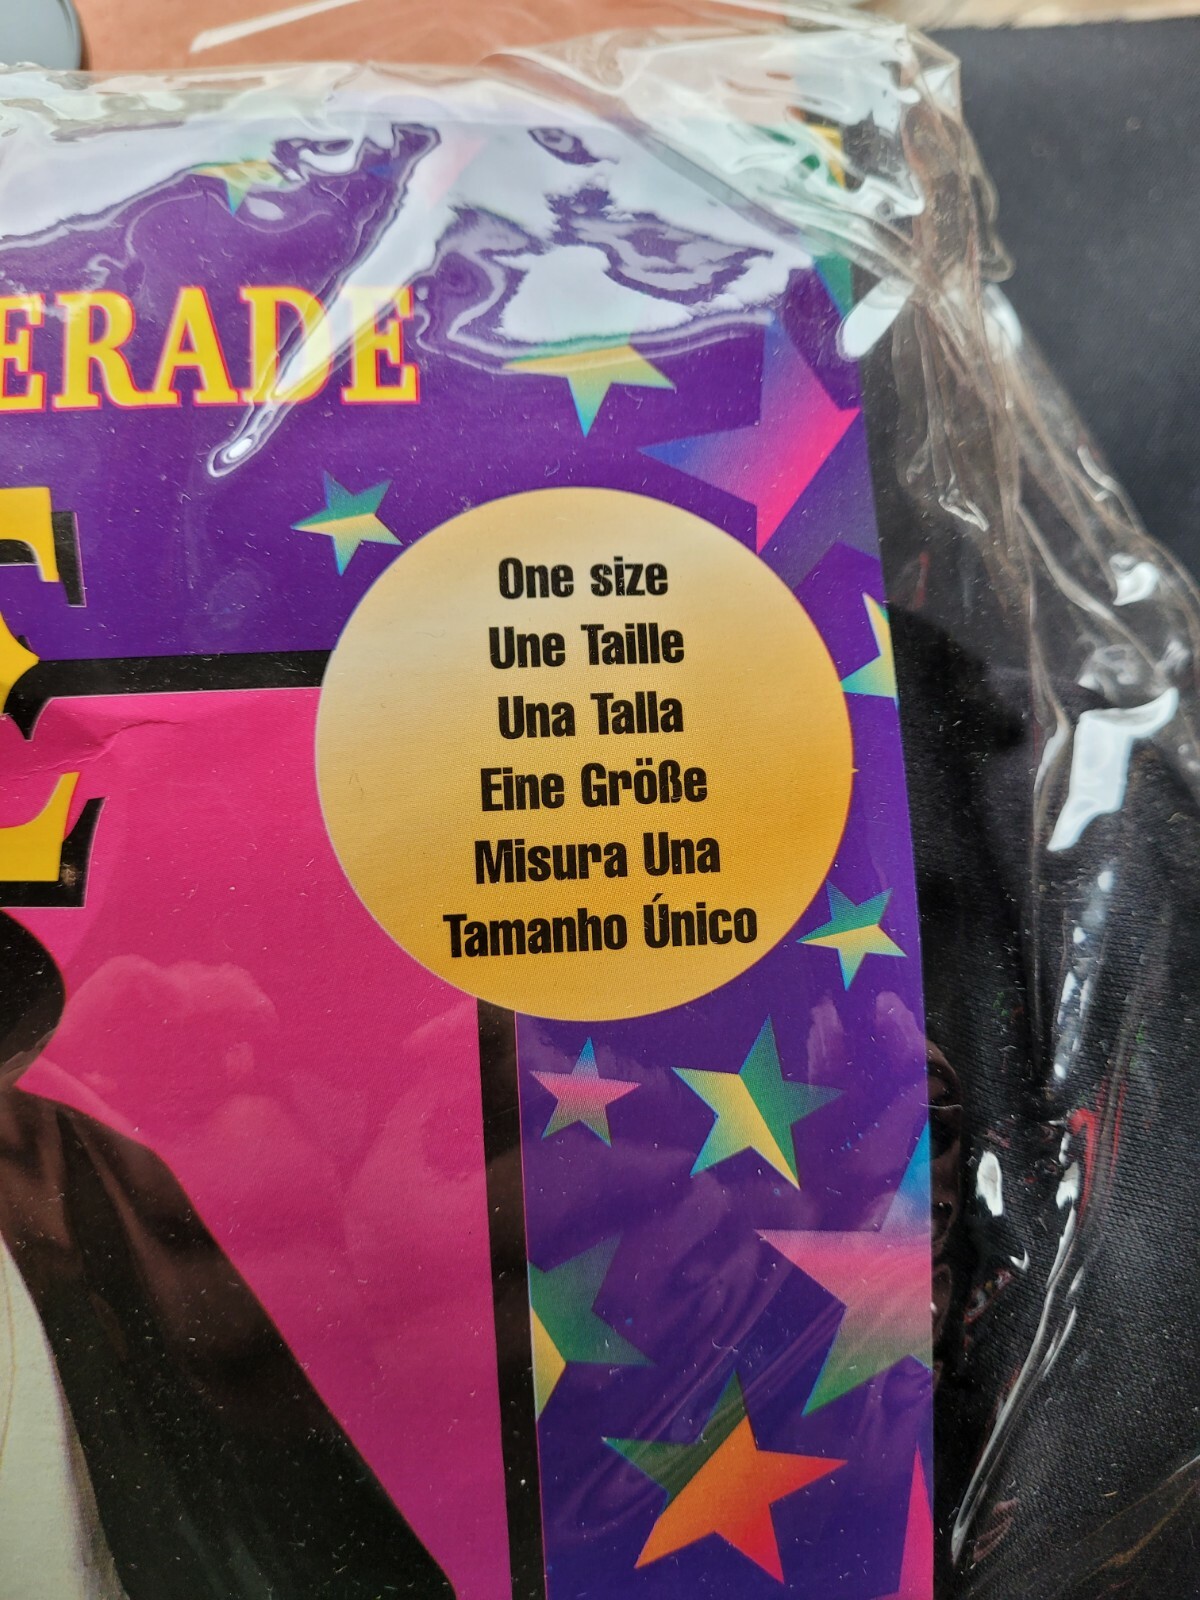 ERADE
E
One size
Une Taille
Una Talla
Eine Größe
Misura Una
Tamanho Único